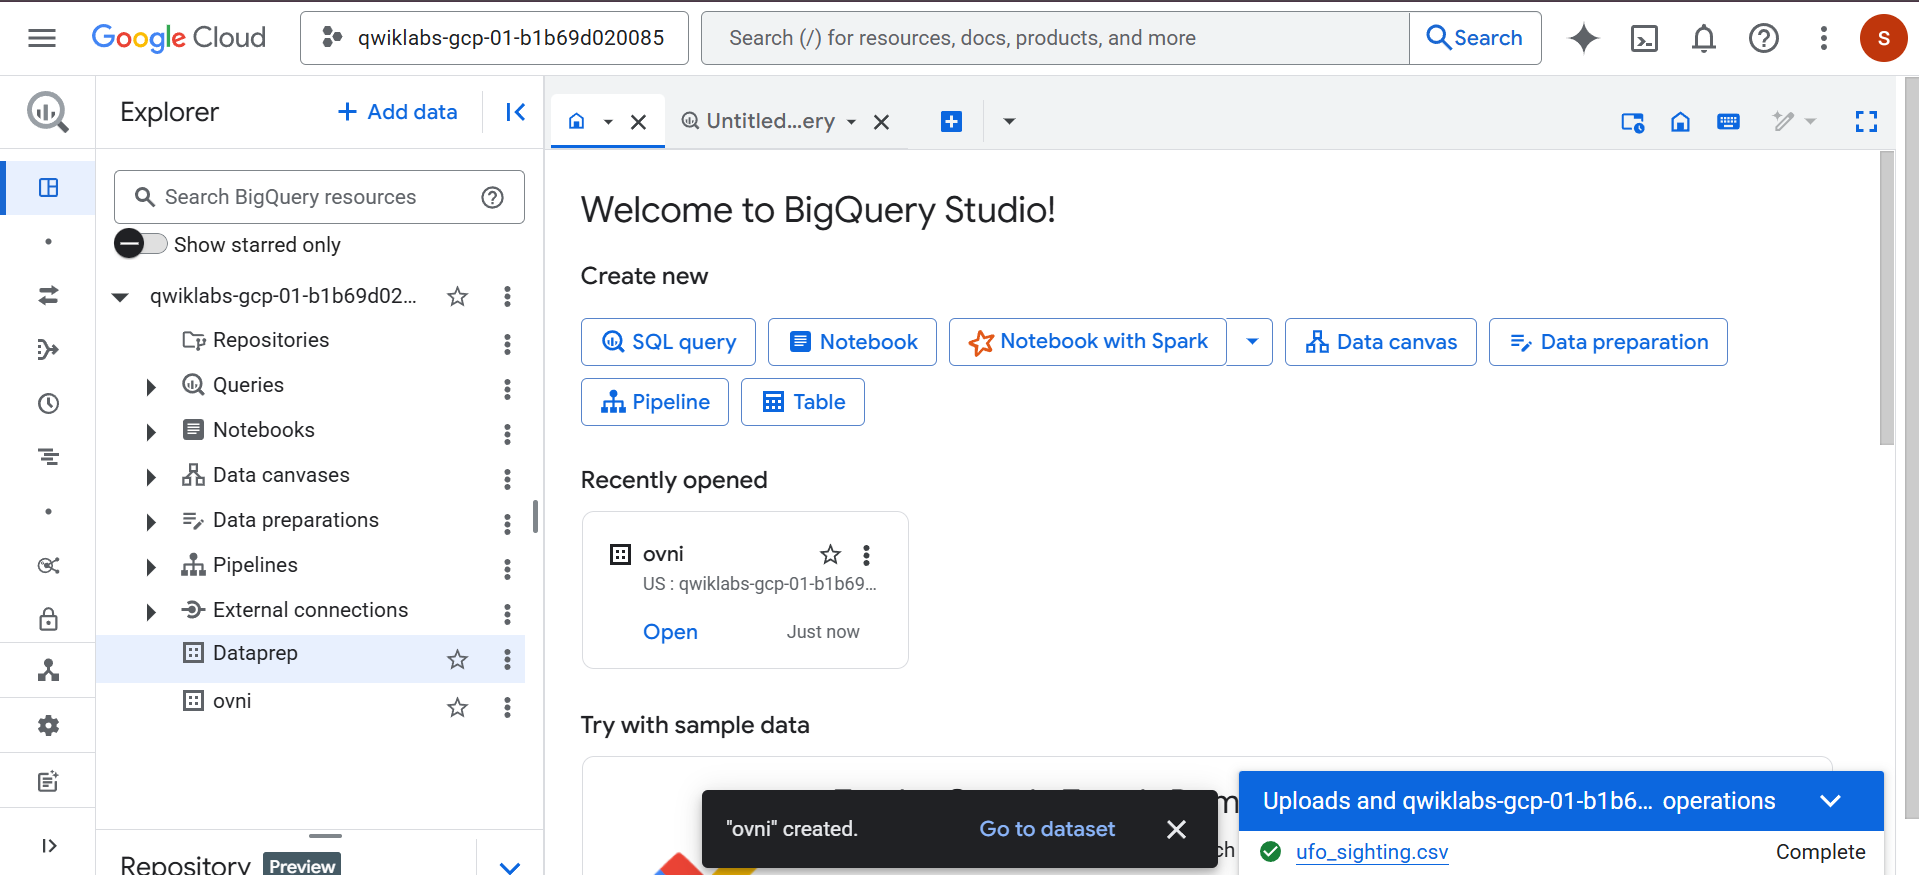 Google Cloud
qwiklabs-gcp-01-b1b69d020085
Search (/) for resources, docs, products, and more
Search
S
Explorer
+ Add data
Untitled...ery
Search BigQuery resources
Show starred only
qwiklabs-gcp-01-b1b69d02...
Repositories
Queries
Notebooks
Data canvases
Data preparations
Pipelines
External connections
Dataprep
ovni
Repository Preview
Welcome to BigQuery Studio!
Create new
SQL query
Notebook
Notebook with Spark
Data canvas
Data preparation
Pipeline
Table
Recently opened
ovni
US : qwiklabs-gcp-01-b1b69...
Open
Just now
Try with sample data
"ovni" created.
Go to dataset
Uploads and qwiklabs-gcp-01-b1b6... operations
ufo_sighting.csv
Complete